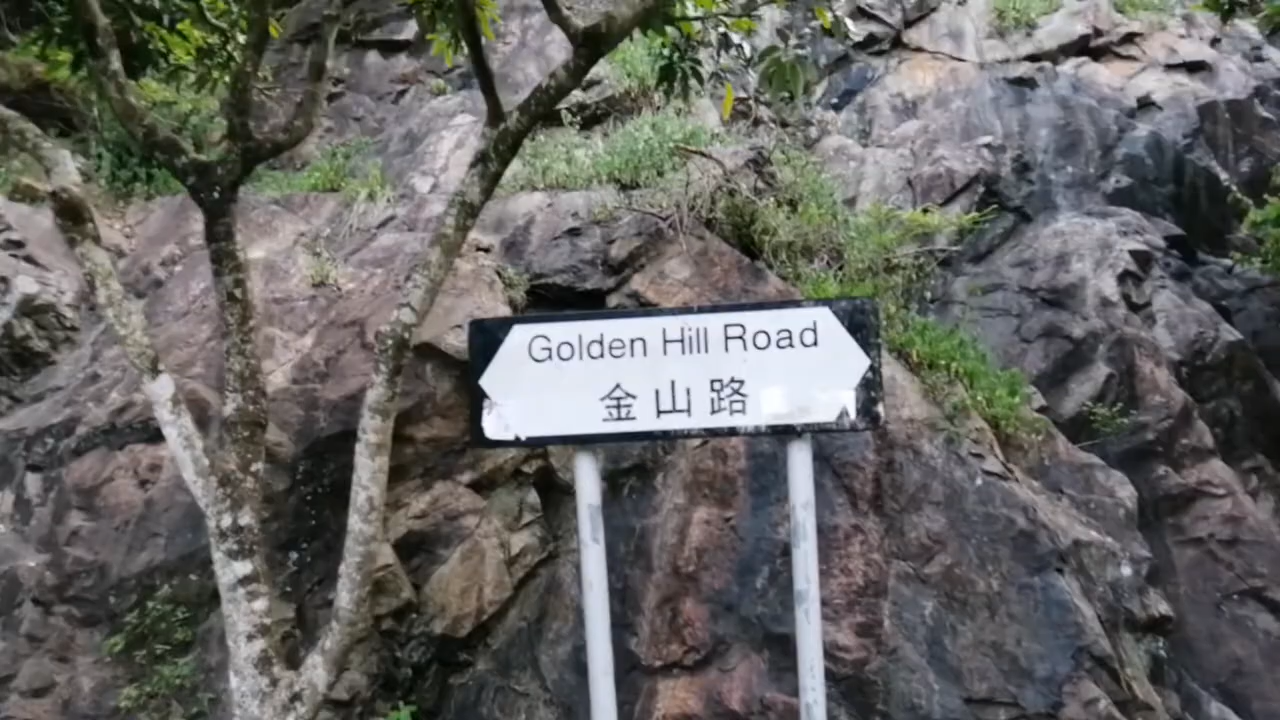 Golden Hill Road
金山路